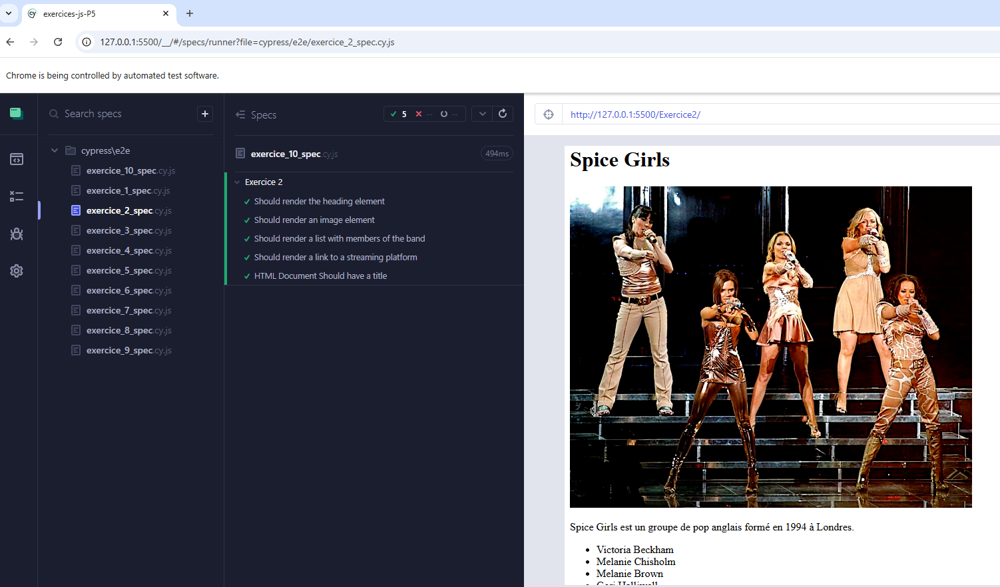 exercices-js-P5
127.0.0.1:5500/__/#/specs/runner?file=cypress/e2e/exercice_2_spec.cy.js
Chrome is being controlled by automated test software.
Search specs
cypress\e2e
exercice_10_spec.cy.js
exercice_1_spec.cy.js
exercice_2_spec.cy.js
exercice_3_spec.cy.js
exercice_4_spec.cy.js
exercice_5_spec.cy.js
exercice_6_spec.cy.js
exercice_7_spec.cy.js
exercice_8_spec.cy.js
exercice_9_spec.cy.js
Specs
5 -- --
exercice_10_spec.cy.js 494ms
Exercice 2
Should render the heading element
Should render an image element
Should render a list with members of the band
Should render a link to a streaming platform
HTML Document Should have a title
http://127.0.0.1:5500/Exercice2/
Spice Girls
Spice Girls est un groupe de pop anglais formé en 1994 à Londres.
Victoria Beckham
Melanie Chisholm
Melanie Brown
Geri Halliwell